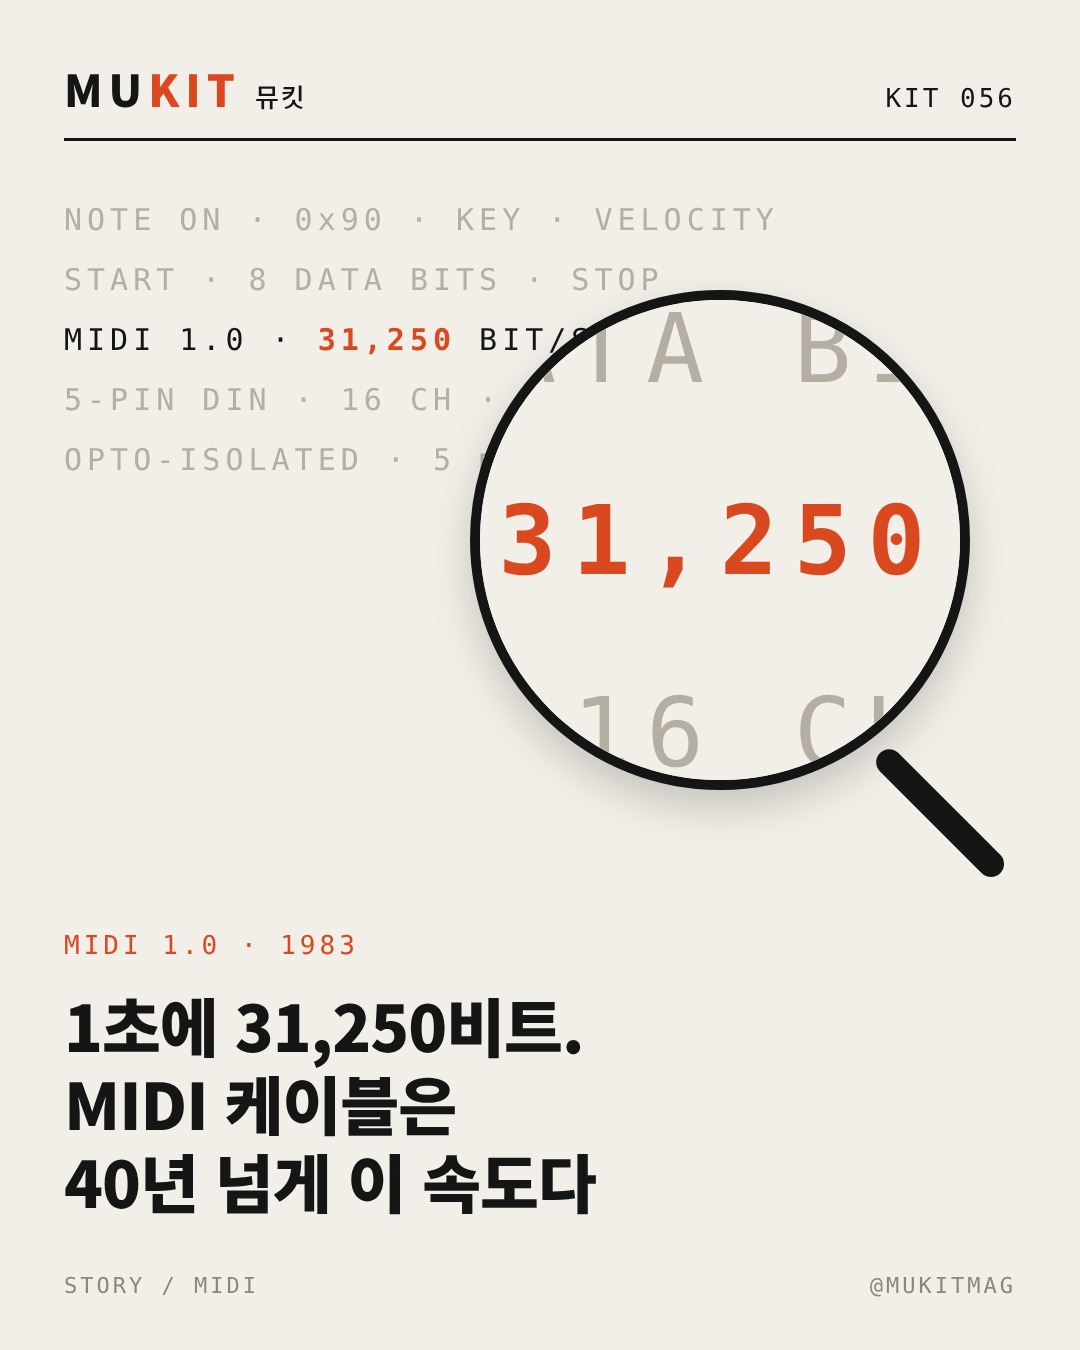 MUKIT 뮤킷
KIT 056
NOTE ON · 0x90 · KEY · VELOCITY
START · 8 DATA BITS · STOP
MIDI 1.0 · 31,250 BIT/S
5-PIN DIN · 16 CH ·
OPTO-ISOLATED · 5
TA B
31,250
16 C
MIDI 1.0 · 1983
1초에 31,250비트.
MIDI 케이블은
40년 넘게 이 속도다
STORY / MIDI
@MUKITMAG